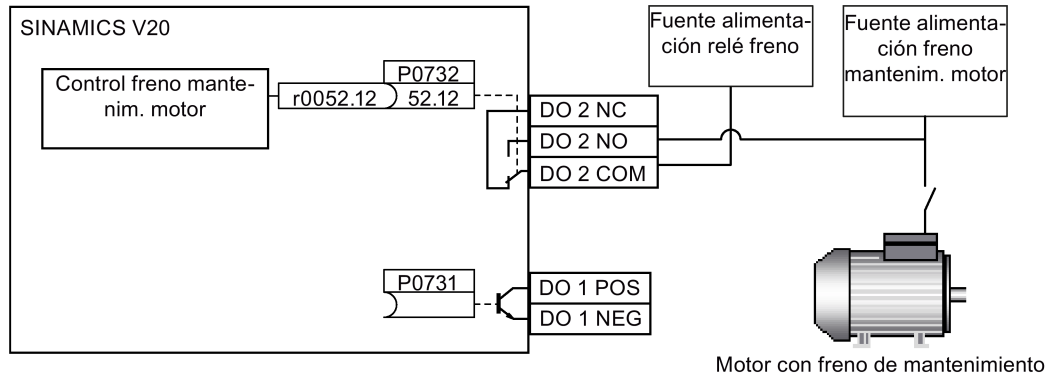 SINAMICS V20
Control freno mante-
nim. motor
r0052.12
P0732
52.12
DO 2 NC
DO 2 NO
DO 2 COM
Fuente alimenta-
ción relé freno
Fuente alimenta-
ción freno
mantenim. motor
P0731
DO 1 POS
DO 1 NEG
Motor con freno de mantenimiento